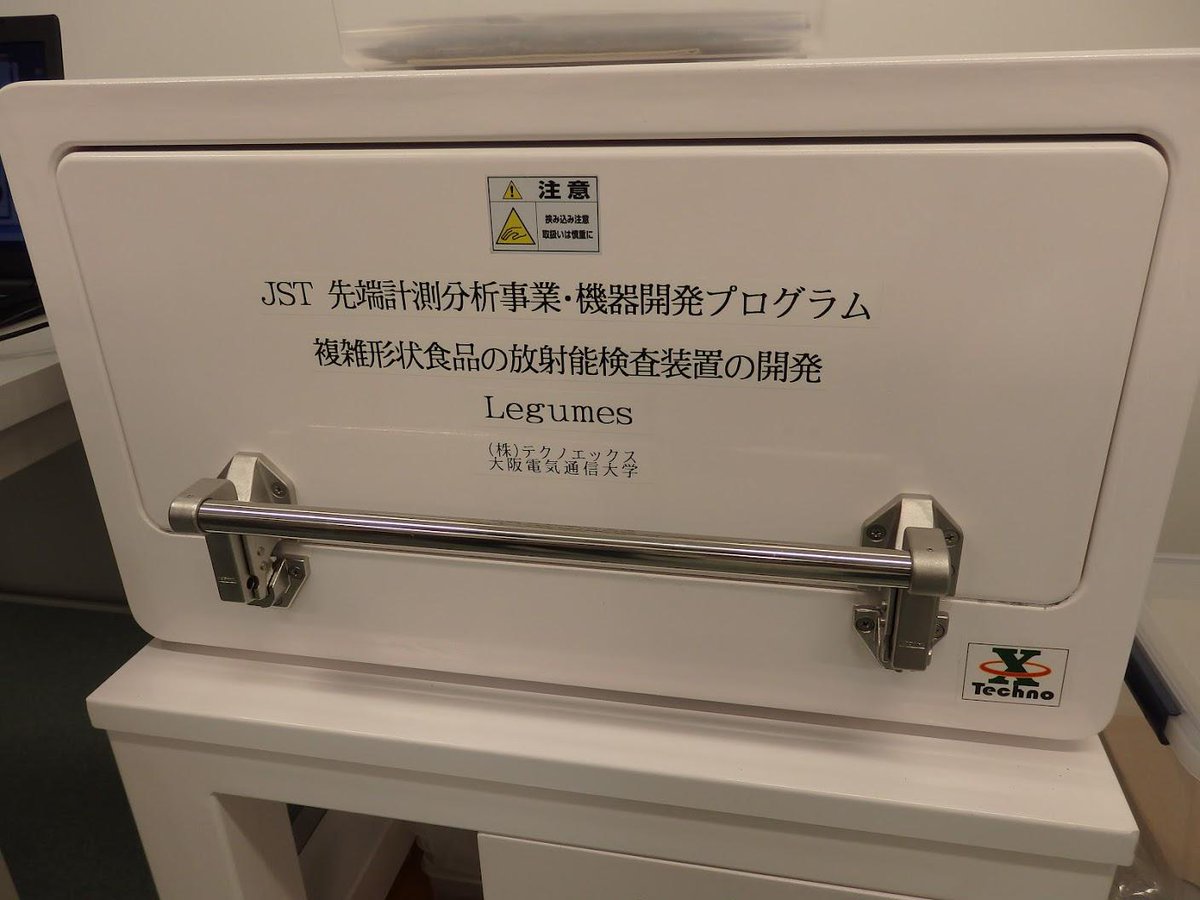 注意
挟み込み注意
取扱いは慎重に
JST 先端計測分析事業・機器開発プログラム
複雑形状食品の放射能検査装置の開発
Legumes
(株)テクノエックス
大阪電気通信大学
X
Techno